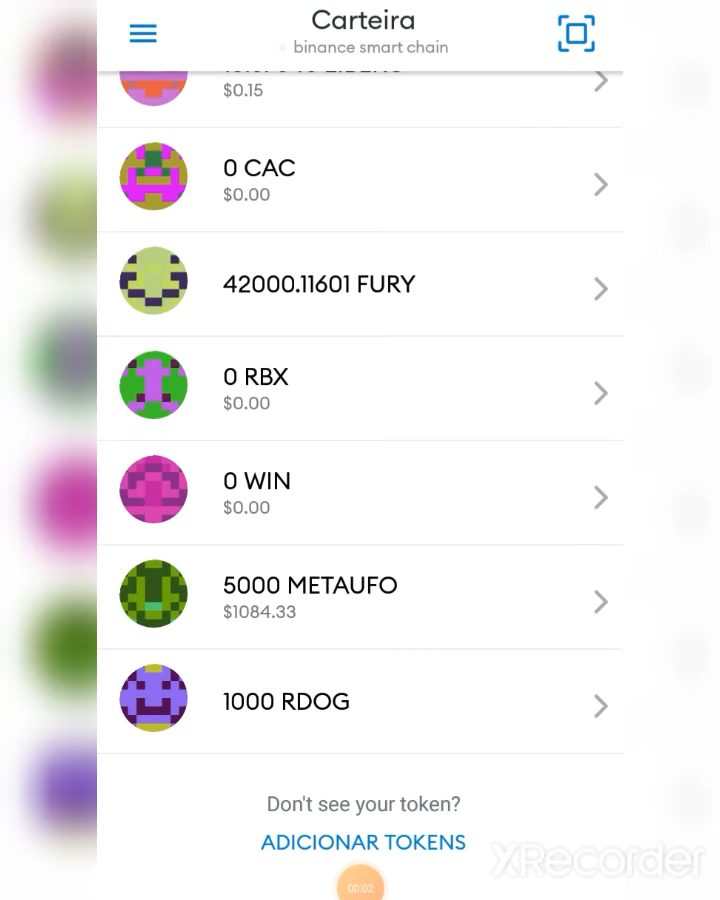 Carteira
binance smart chain
$0.15
0 CAC
$0.00
42000.11601 FURY
0 RBX
$0.00
0 WIN
$0.00
5000 METAUFO
$1084.33
1000 RDOG
Don't see your token?
ADICIONAR TOKENS
XRecorder
00:02